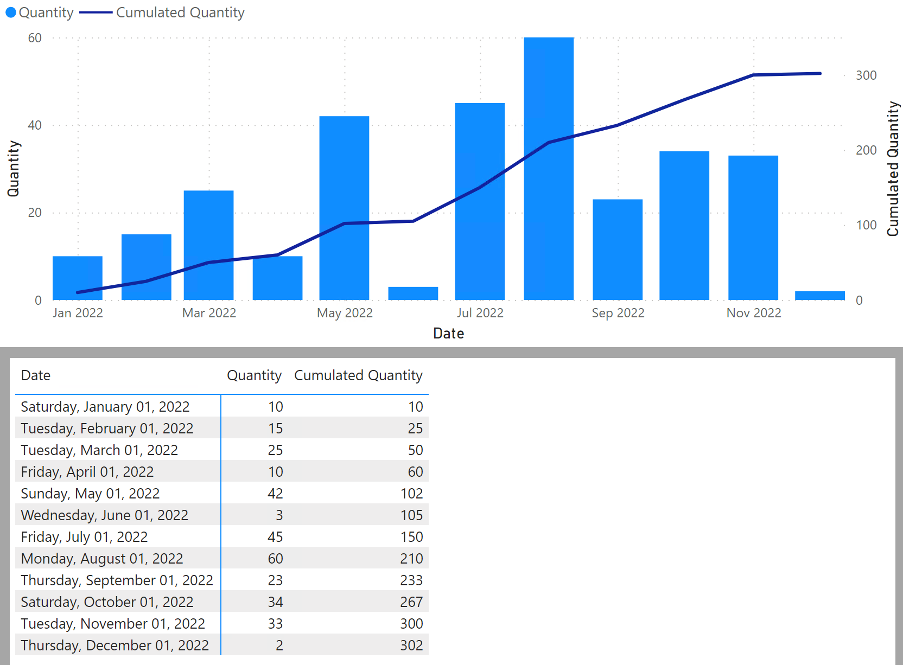 Quantity Cumulated Quantity
60
40
20
0
300
200
100
0
Quantity
Cumulated Quantity
Jan 2022 Mar 2022 May 2022 Jul 2022 Sep 2022 Nov 2022
Date
Date Quantity Cumulated Quantity
Saturday, January 01, 2022 10 10
Tuesday, February 01, 2022 15 25
Tuesday, March 01, 2022 25 50
Friday, April 01, 2022 10 60
Sunday, May 01, 2022 42 102
Wednesday, June 01, 2022 3 105
Friday, July 01, 2022 45 150
Monday, August 01, 2022 60 210
Thursday, September 01, 2022 23 233
Saturday, October 01, 2022 34 267
Tuesday, November 01, 2022 33 300
Thursday, December 01, 2022 2 302